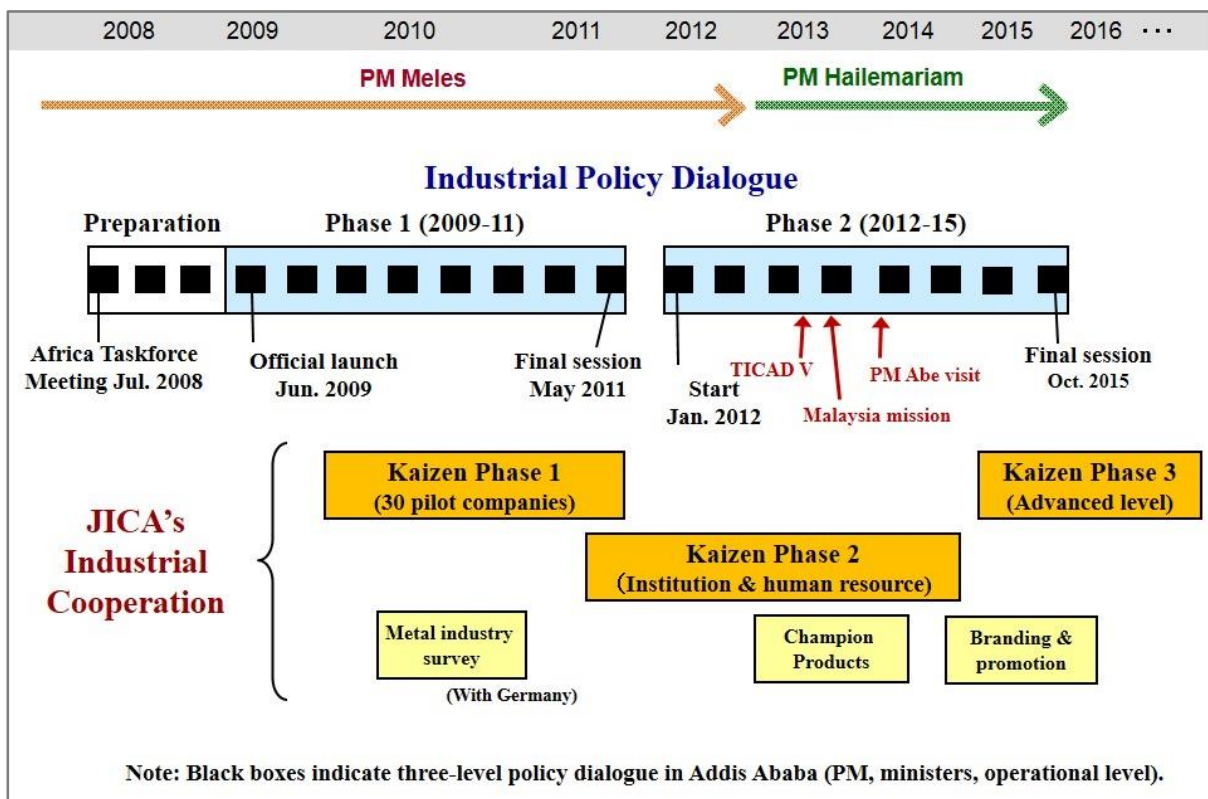 2008 2009 2010 2011 2012 2013 2014 2015 2016 ···
PM Meles
PM Hailemariam
Industrial Policy Dialogue
Preparation
Phase 1 (2009-11)
Phase 2 (2012-15)
Africa Taskforce
Meeting Jul. 2008
Official launch
Jun. 2009
Final session
May 2011
Start
Jan. 2012
TICAD V
Malaysia mission
PM Abe visit
Final session
Oct. 2015
JICA's
Industrial
Cooperation
Kaizen Phase 1
(30 pilot companies)
Kaizen Phase 2
(Institution & human resource)
Kaizen Phase 3
(Advanced level)
Metal industry
survey
(With Germany)
Champion
Products
Branding &
promotion
Note: Black boxes indicate three-level policy dialogue in Addis Ababa (PM, ministers, operational level).